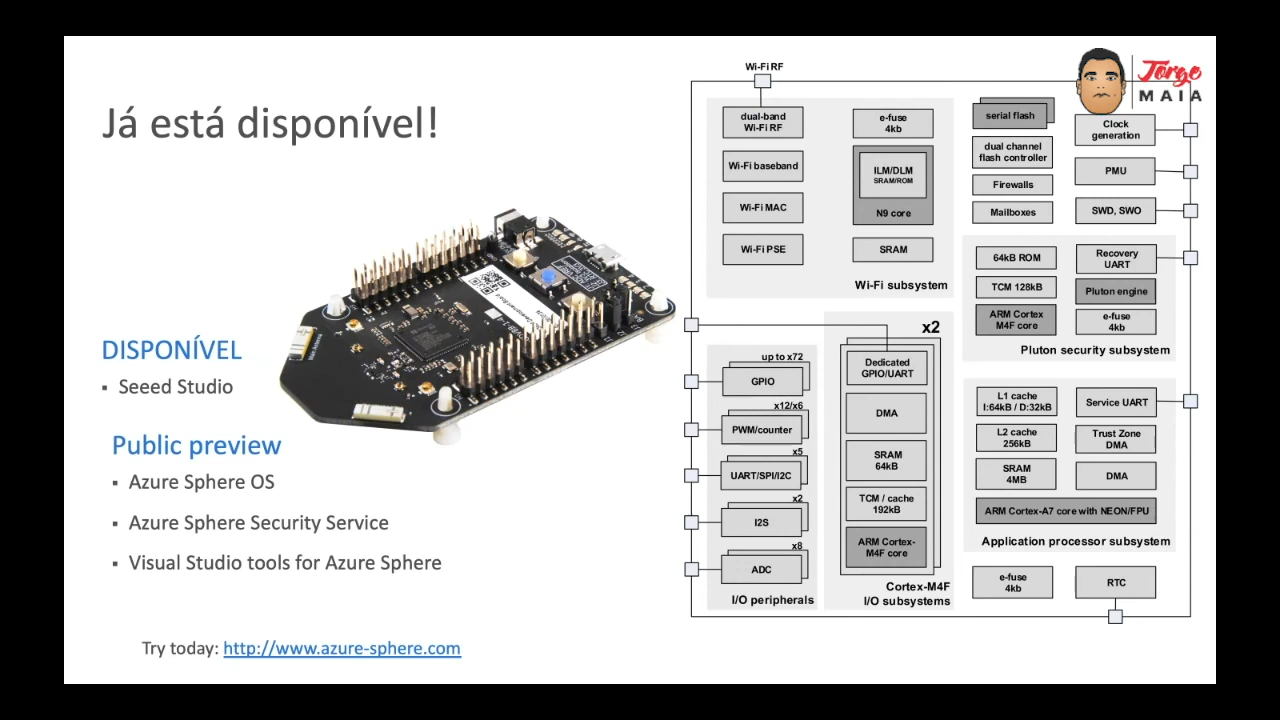 Já está disponível!
DISPONÍVEL
▪ Seeed Studio
Public preview
▪ Azure Sphere OS
▪ Azure Sphere Security Service
▪ Visual Studio tools for Azure Sphere
Try today: http://www.azure-sphere.com
Jorge
MAIA
Wi-Fi RF
dual-band
Wi-Fi RF
Wi-Fi baseband
Wi-Fi MAC
Wi-Fi PSE
e-fuse
4kb
ILM/DLM
SRAM/ROM
N9 core
SRAM
Wi-Fi subsystem
serial flash
dual channel
flash controller
Firewalls
Mailboxes
Clock
generation
PMU
SWD, SWO
64kB ROM
TCM 128kB
ARM Cortex
M4F core
Recovery
UART
Pluton engine
e-fuse
4kb
Pluton security subsystem
up to x72
GPIO
x12/x6
PWM/counter
x5
UART/SPI/I2C
x2
I2S
x8
ADC
I/O peripherals
x2
Dedicated
GPIO/UART
DMA
SRAM
64kB
TCM / cache
192kB
ARM Cortex-
M4F core
Cortex-M4F
I/O subsystems
L1 cache
I:64kB / D:32kB
L2 cache
256kB
SRAM
4MB
Service UART
Trust Zone
DMA
DMA
ARM Cortex-A7 core with NEON/FPU
Application processor subsystem
e-fuse
4kb
RTC